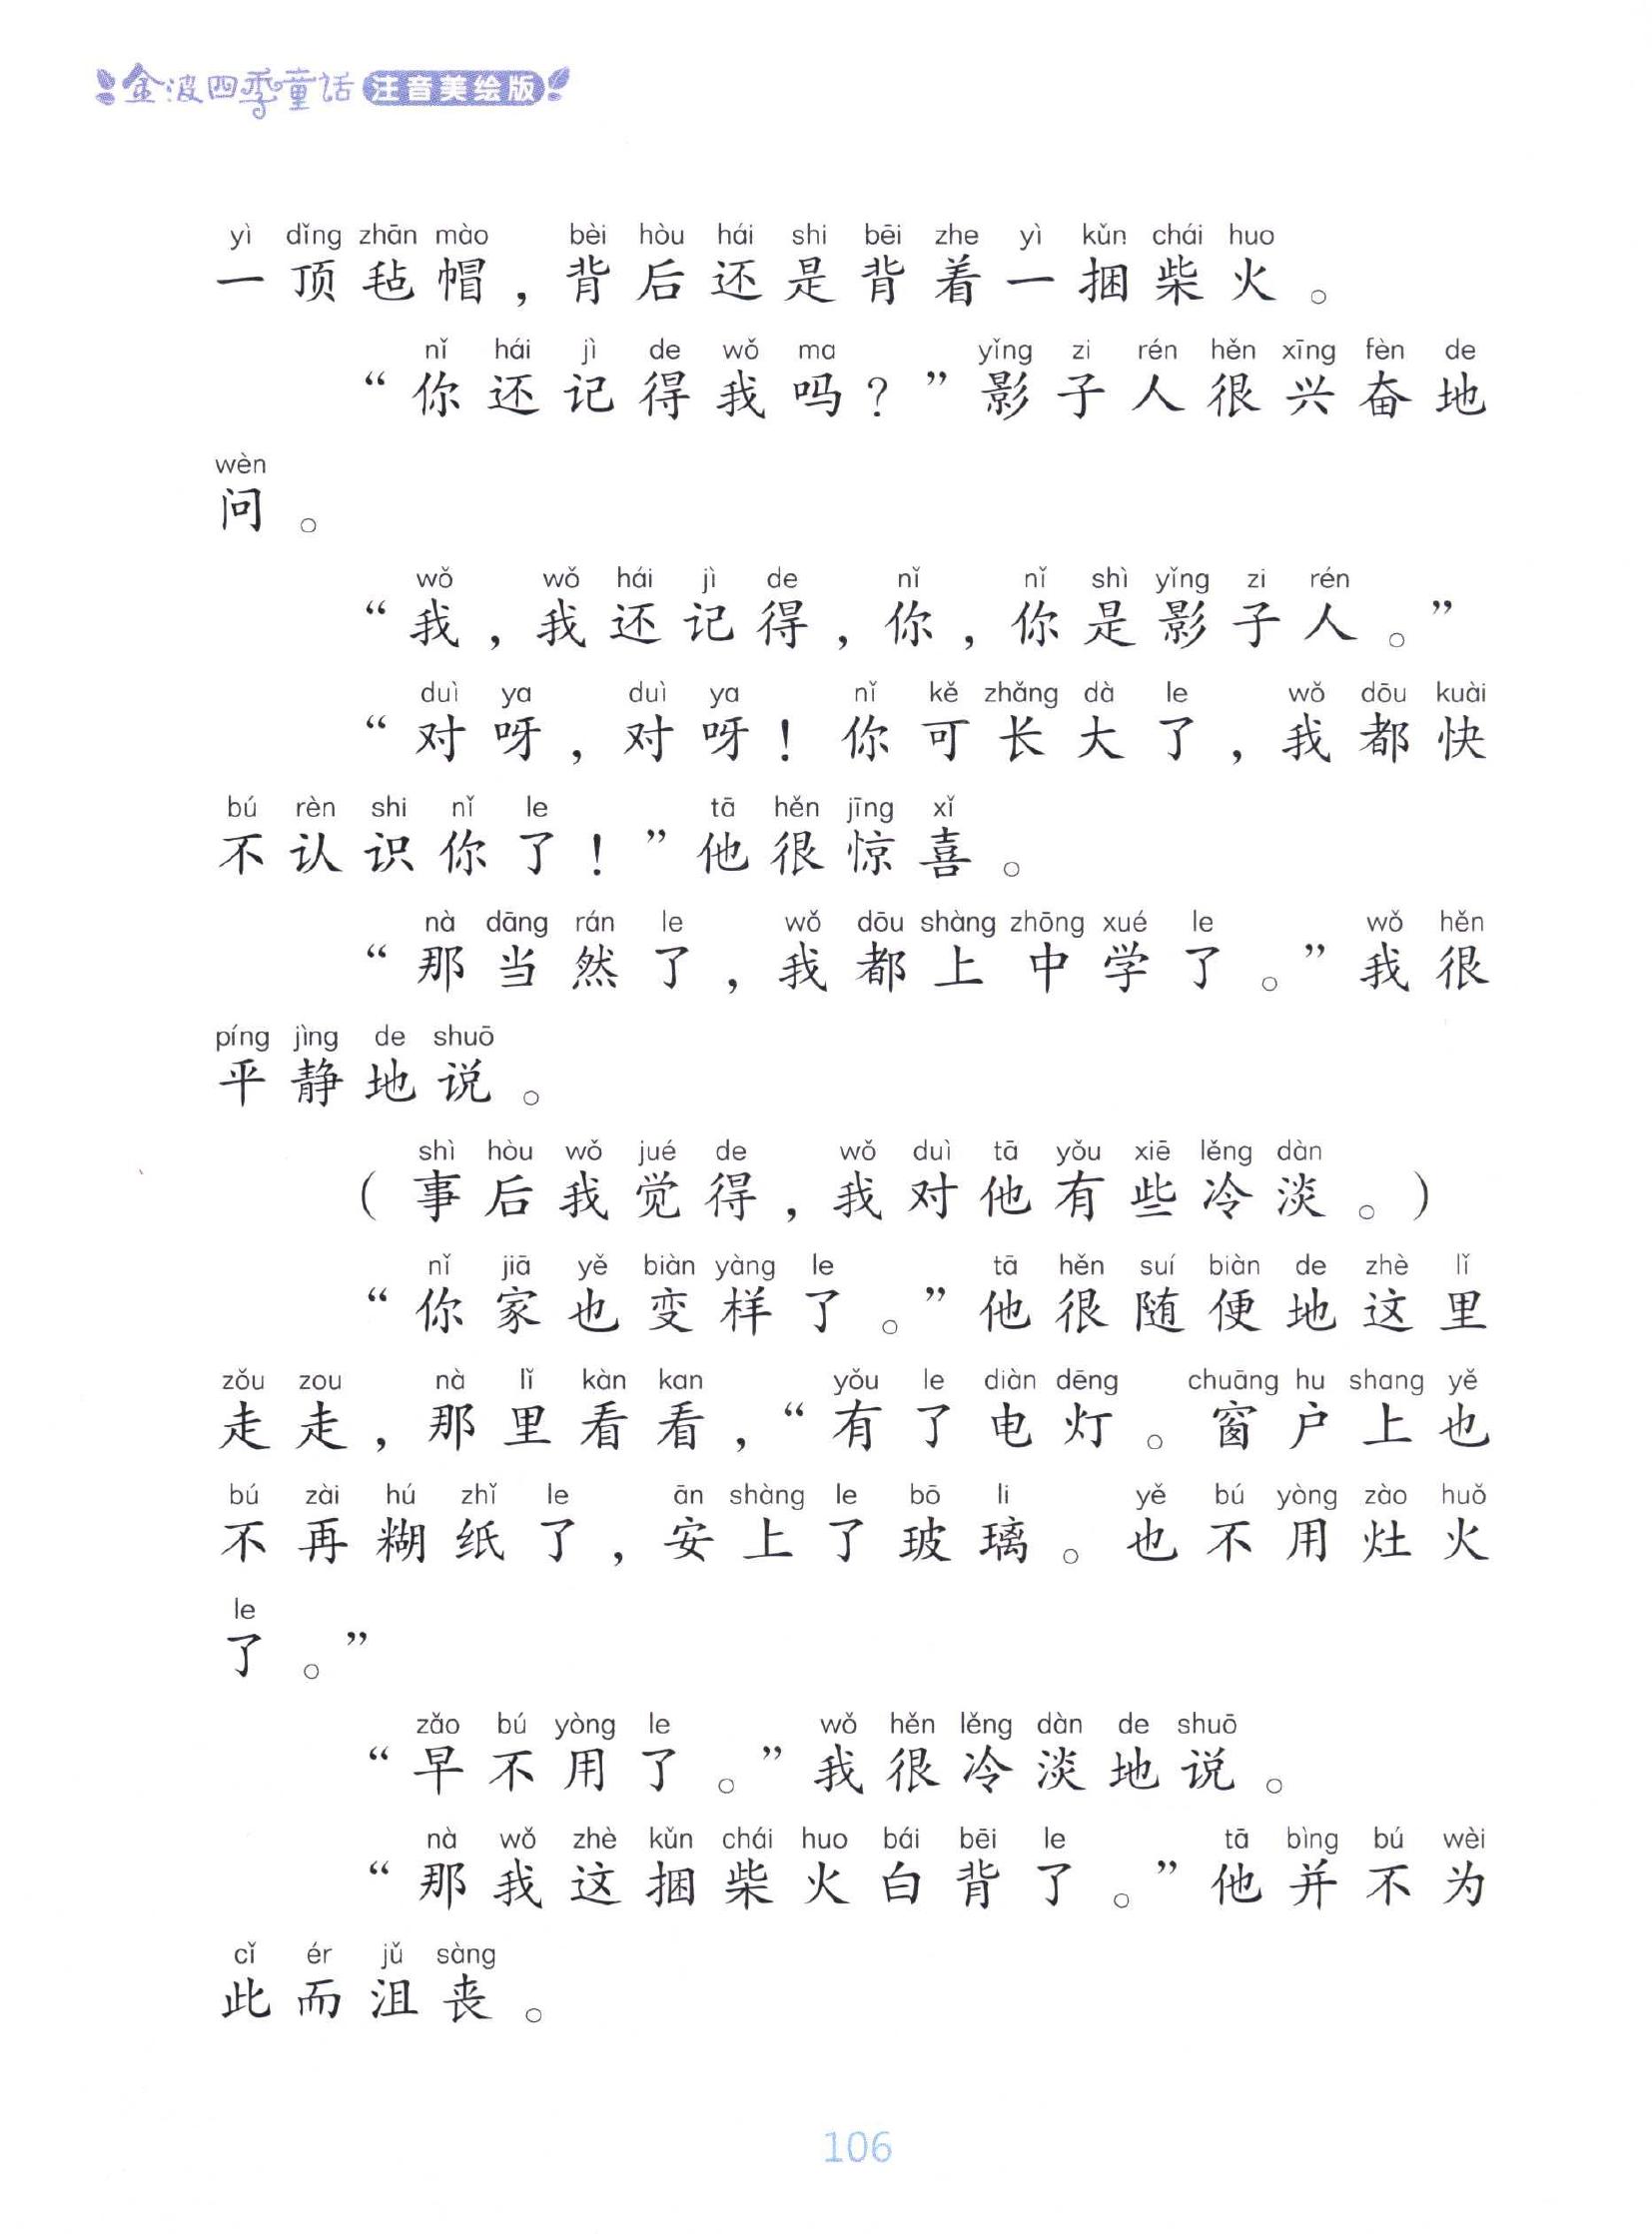 金波四季童话 注音美绘版
yì dǐng zhān mào bèi hòu hái shi bēi zhe yì kǔn chái huo
一顶毡帽，背后还是背着一捆柴火。
nǐ hái jì de wǒ ma yǐng zi rén hěn xīng fèn de
“你还记得我吗？”影子人很兴奋地
wèn
问。
wǒ wǒ hái jì de nǐ nǐ shì yǐng zi rén
“我，我还记得，你，你是影子人。”
duì ya duì ya nǐ kě zhǎng dà le wǒ dōu kuài
“对呀，对呀！你可长大了，我都快
bú rèn shi nǐ le tā hěn jīng xǐ
不认识你了！”他很惊喜。
nà dāng rán le wǒ dōu shàng zhōng xué le wǒ hěn
“那当然了，我都上中学了。”我很
píng jìng de shuō
平静地说。
shì hòu wǒ jué de wǒ duì tā yǒu xiē lěng dàn
（事后我觉得，我对他有些冷淡。）
nǐ jiā yě biàn yàng le tā hěn suí biàn de zhè lǐ
“你家也变样了。”他很随便地这里
zǒu zou nà lǐ kàn kan yǒu le diàn dēng chuāng hu shang yě
走走，那里看看，“有了电灯。窗户上也
bú zài hú zhǐ le ān shàng le bō li yě bú yòng zào huǒ
不再糊纸了，安上了玻璃。也不用灶火
le
了。”
zǎo bú yòng le wǒ hěn lěng dàn de shuō
“早不用了。”我很冷淡地说。
nà wǒ zhè kǔn chái huo bái bēi le tā bìng bú wèi
“那我这捆柴火白背了。”他并不为
cǐ ér jǔ sàng
此而沮丧。
106